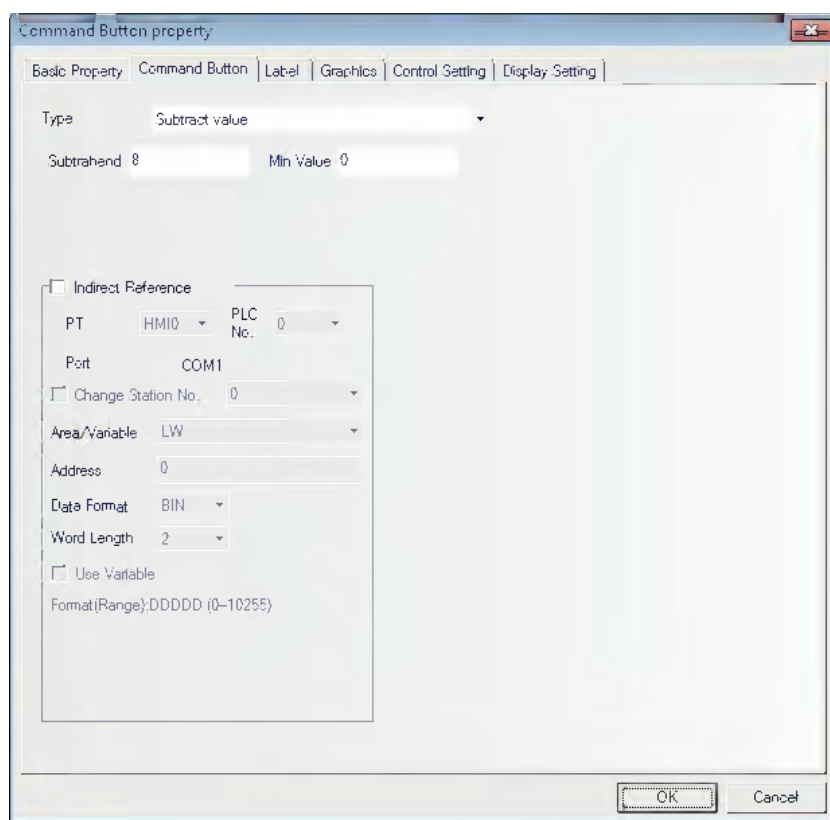 Command Button property
Basic Property Command Button Label Graphics Control Setting Display Setting
Type Subtract value
Subtrahend 8 Min Value 0
Indirect Reference
PT HMI0 PLC No. 0
Port COM1
Change Station No. 0
Area/Variable LW
Address 0
Data Format BIN
Word Length 2
Use Variable
Format(Range):DDDDD (0–10255)
OK Cancel